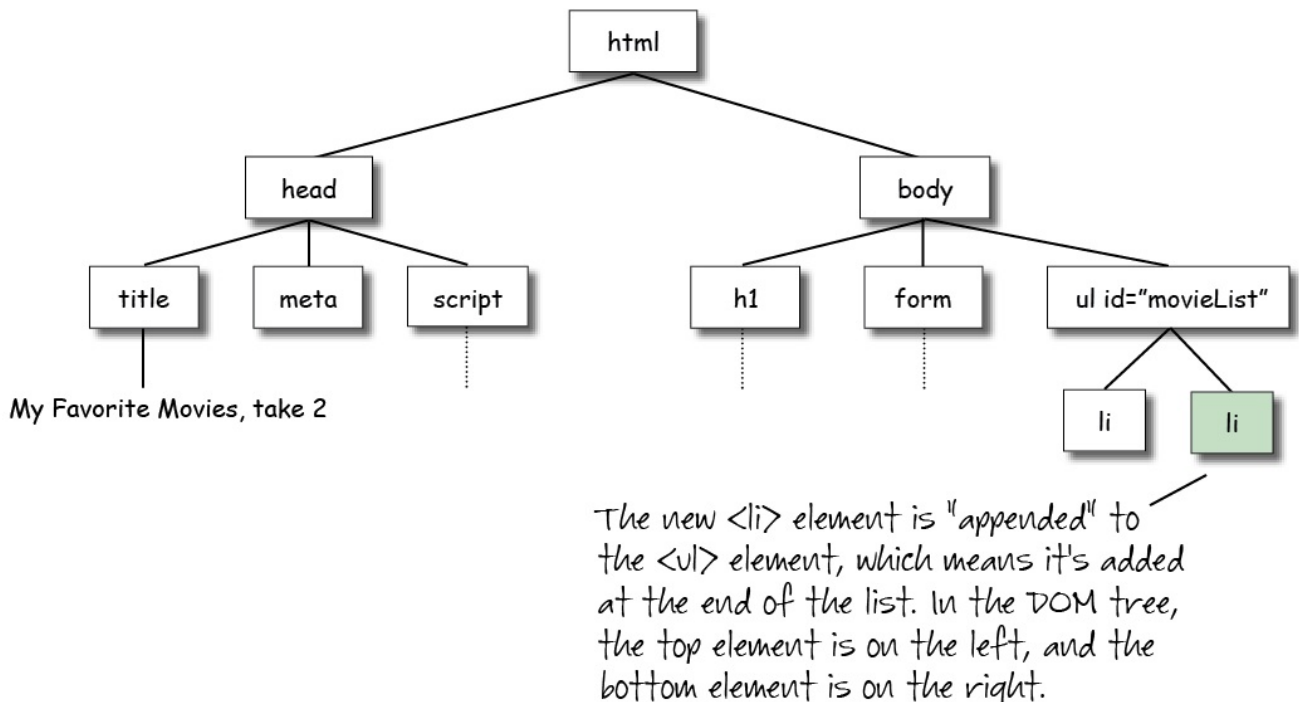 html
head
body
title
meta
script
h1
form
ul id=”movieList”
My Favorite Movies, take 2
li
li
The new <li> element is "appended" to
the <ul> element, which means it's added
at the end of the list. In the DOM tree,
the top element is on the left, and the
bottom element is on the right.